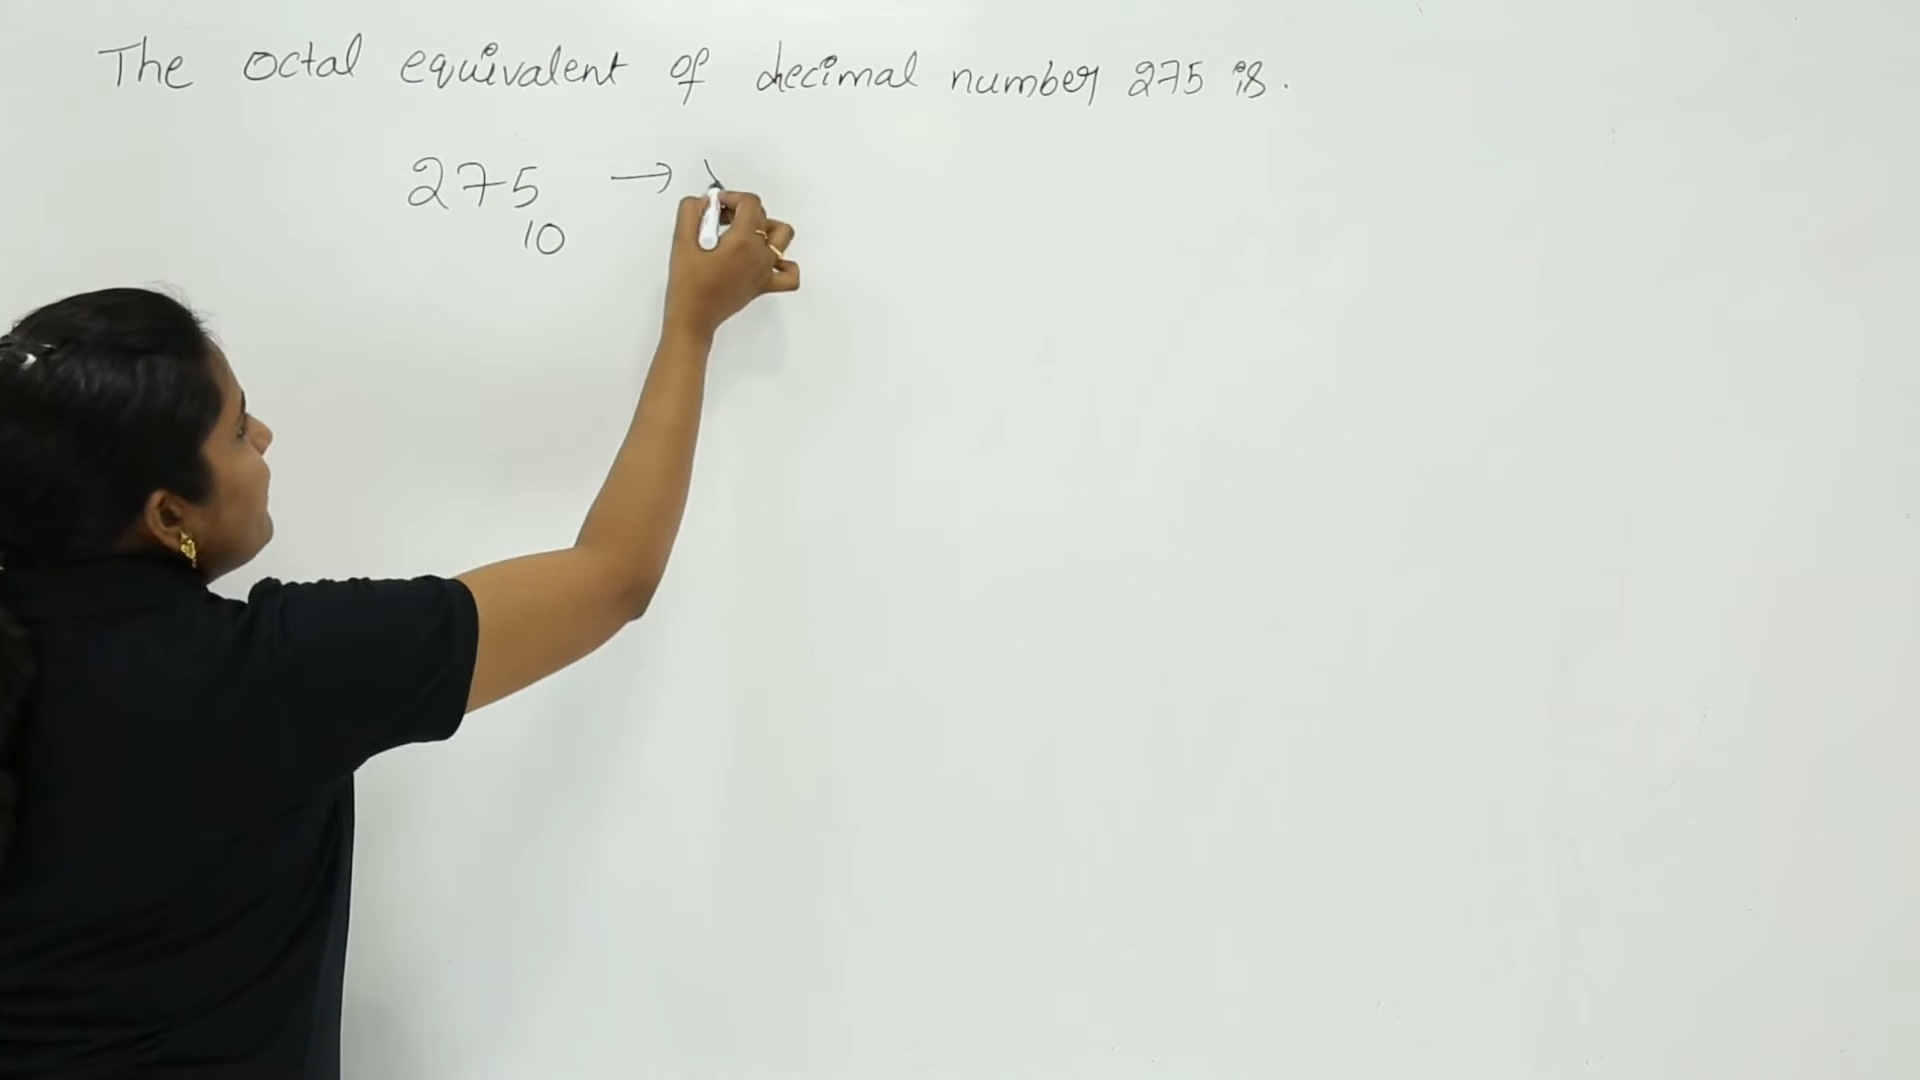 The octal equivalent of decimal number 275 is.
275 →
10